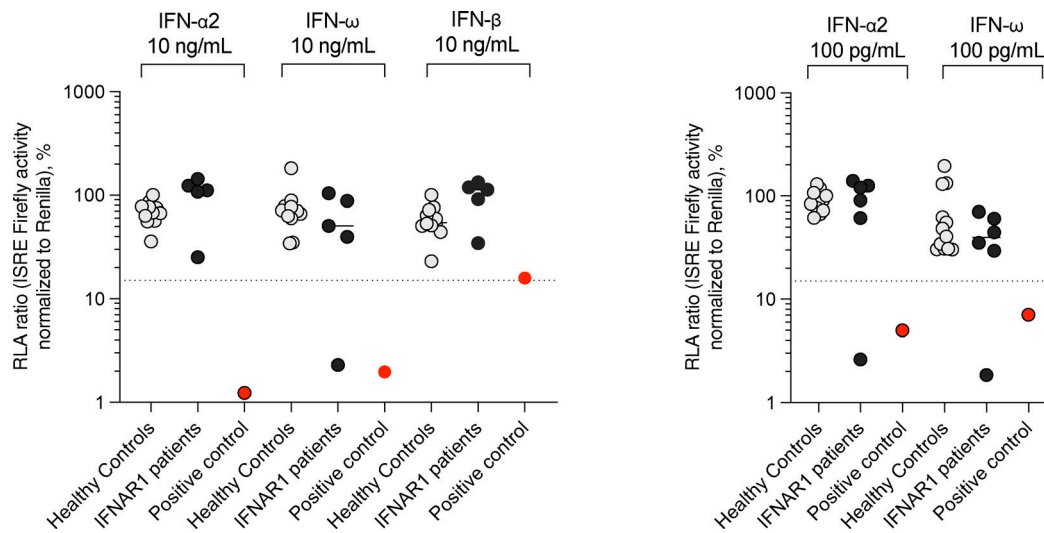 IFN-α2
10 ng/mL
IFN-ω
10 ng/mL
IFN-β
10 ng/mL
RLA ratio (ISRE Firefly activity
normalized to Renilla), %
1000
100
10
1
Healthy Controls
IFNAR1 patients
Positive control
Healthy Controls
IFNAR1 patients
Positive control
Healthy Controls
IFNAR1 patients
Positive control
IFN-α2
100 pg/mL
IFN-ω
100 pg/mL
RLA ratio (ISRE Firefly activity
normalized to Renilla), %
1000
100
10
1
Healthy Controls
IFNAR1 patients
Positive control
Healthy Controls
IFNAR1 patients
Positive control